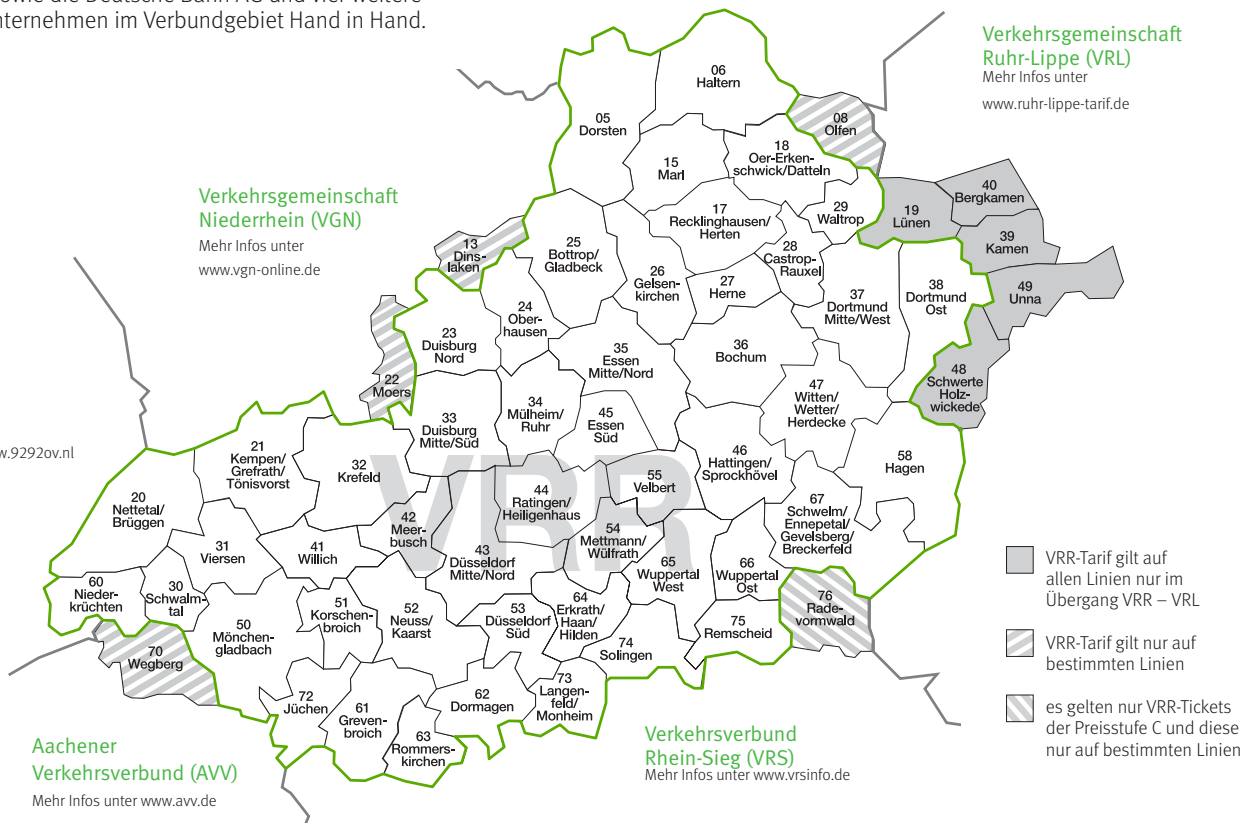 sowie die Deutsche Bahn AG und vier weitere
nternehmen im Verbundgebiet Hand in Hand.
Verkehrsgemeinschaft
Ruhr-Lippe (VRL)
Mehr Infos unter
www.ruhr-lippe-tarif.de
Verkehrsgemeinschaft
Niederrhein (VGN)
Mehr Infos unter
www.vgn-online.de
06
Haltern
05
Dorsten
08
Olfen
15
Marl
18
Oer-Erken-
schwick/Datteln
40
Bergkamen
19
Lünen
29
Waltrop
17
Recklinghausen/
Herten
39
Kamen
13
Dins-
laken
25
Bottrop/
Gladbeck
28
Castrop-
Rauxel
26
Gelsen-
kirchen
27
Herne
38
Dortmund
Ost
49
Unna
37
Dortmund
Mitte/West
24
Ober-
hausen
23
Duisburg
Nord
35
Essen
Mitte/Nord
36
Bochum
48
Schwerte
Holz-
wickede
22
Moers
47
Witten/
Wetter/
Herdecke
34
Mülheim/
Ruhr
45
Essen
Süd
33
Duisburg
Mitte/Süd
w.9292ov.nl
21
Kempen/
Grefrath/
Tönisvorst
32
Krefeld
46
Hattingen/
Sprockhövel
58
Hagen
VRR
20
Nettetal/
Brüggen
55
Velbert
44
Ratingen/
Heiligenhaus
67
Schwelm/
Ennepetal/
Gevelsberg/
Breckerfeld
42
Meer-
busch
54
Mettmann/
Wülfrath
31
Viersen
41
Willich
43
Düsseldorf
Mitte/Nord
65
Wuppertal
West
66
Wuppertal
Ost
60
Nieder-
krüchten
30
Schwalm-
tal
51
Korschen-
broich
52
Neuss/
Kaarst
53
Düsseldorf
Süd
64
Erkrath/
Haan/
Hilden
76
Rade-
vormwald
75
Remscheid
50
Mönchen-
gladbach
74
Solingen
70
Wegberg
73
Langen-
feld/
Monheim
72
Jüchen
61
Greven-
broich
62
Dormagen
63
Rommers-
kirchen
Aachener
Verkehrsverbund (AVV)
Mehr Infos unter www.avv.de
Verkehrsverbund
Rhein-Sieg (VRS)
Mehr Infos unter www.vrsinfo.de
VRR-Tarif gilt auf
allen Linien nur im
Übergang VRR – VRL
VRR-Tarif gilt nur auf
bestimmten Linien
es gelten nur VRR-Tickets
der Preisstufe C und diese
nur auf bestimmten Linien